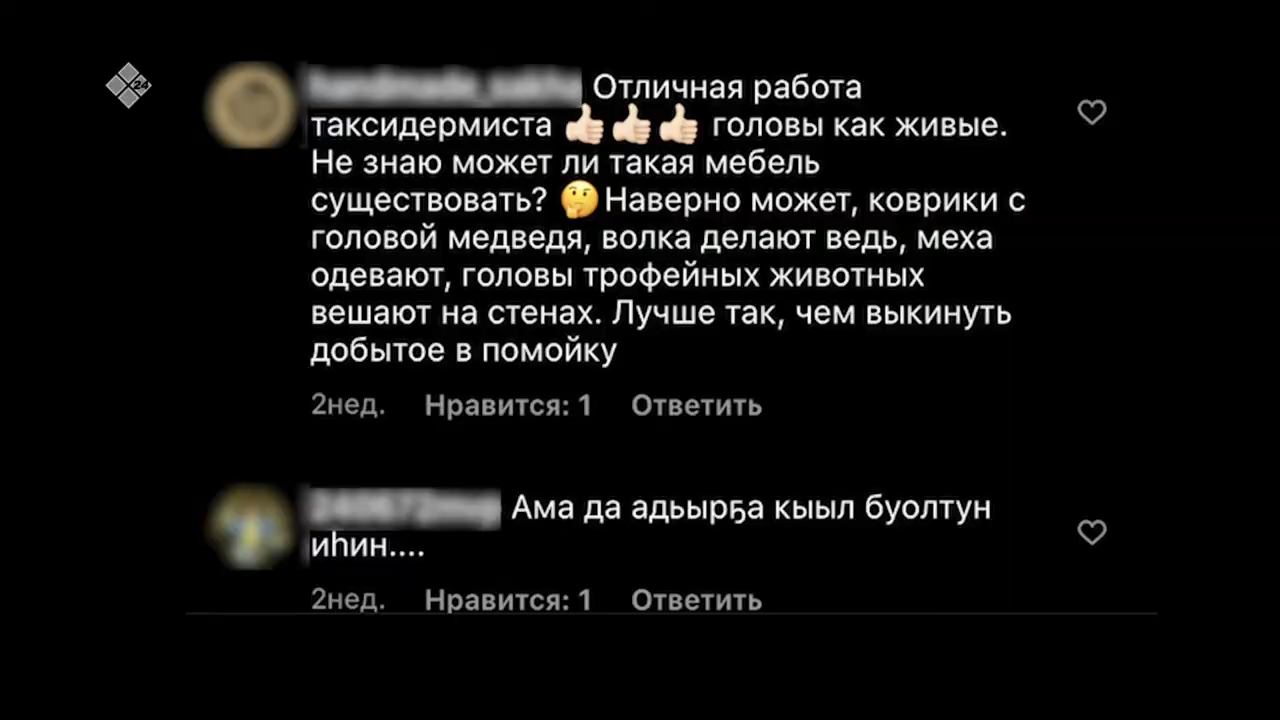 24
Отличная работа
таксидермиста 👍🏻👍🏻👍🏻 головы как живые.
Не знаю может ли такая мебель
существовать? 🤔Наверно может, коврики с
головой медведя, волка делают ведь, меха
одевают, головы трофейных животных
вешают на стенах. Лучше так, чем выкинуть
добытое в помойку
2нед. Нравится: 1 Ответить
Ама да адьырҕа кыыл буолтун
иһин....
2нед. Нравится: 1 Ответить